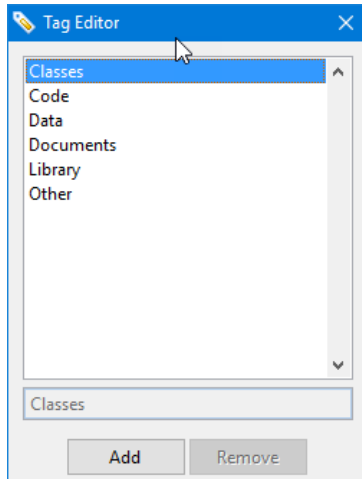 Tag Editor
Classes
Code
Data
Documents
Library
Other
Classes
Add Remove